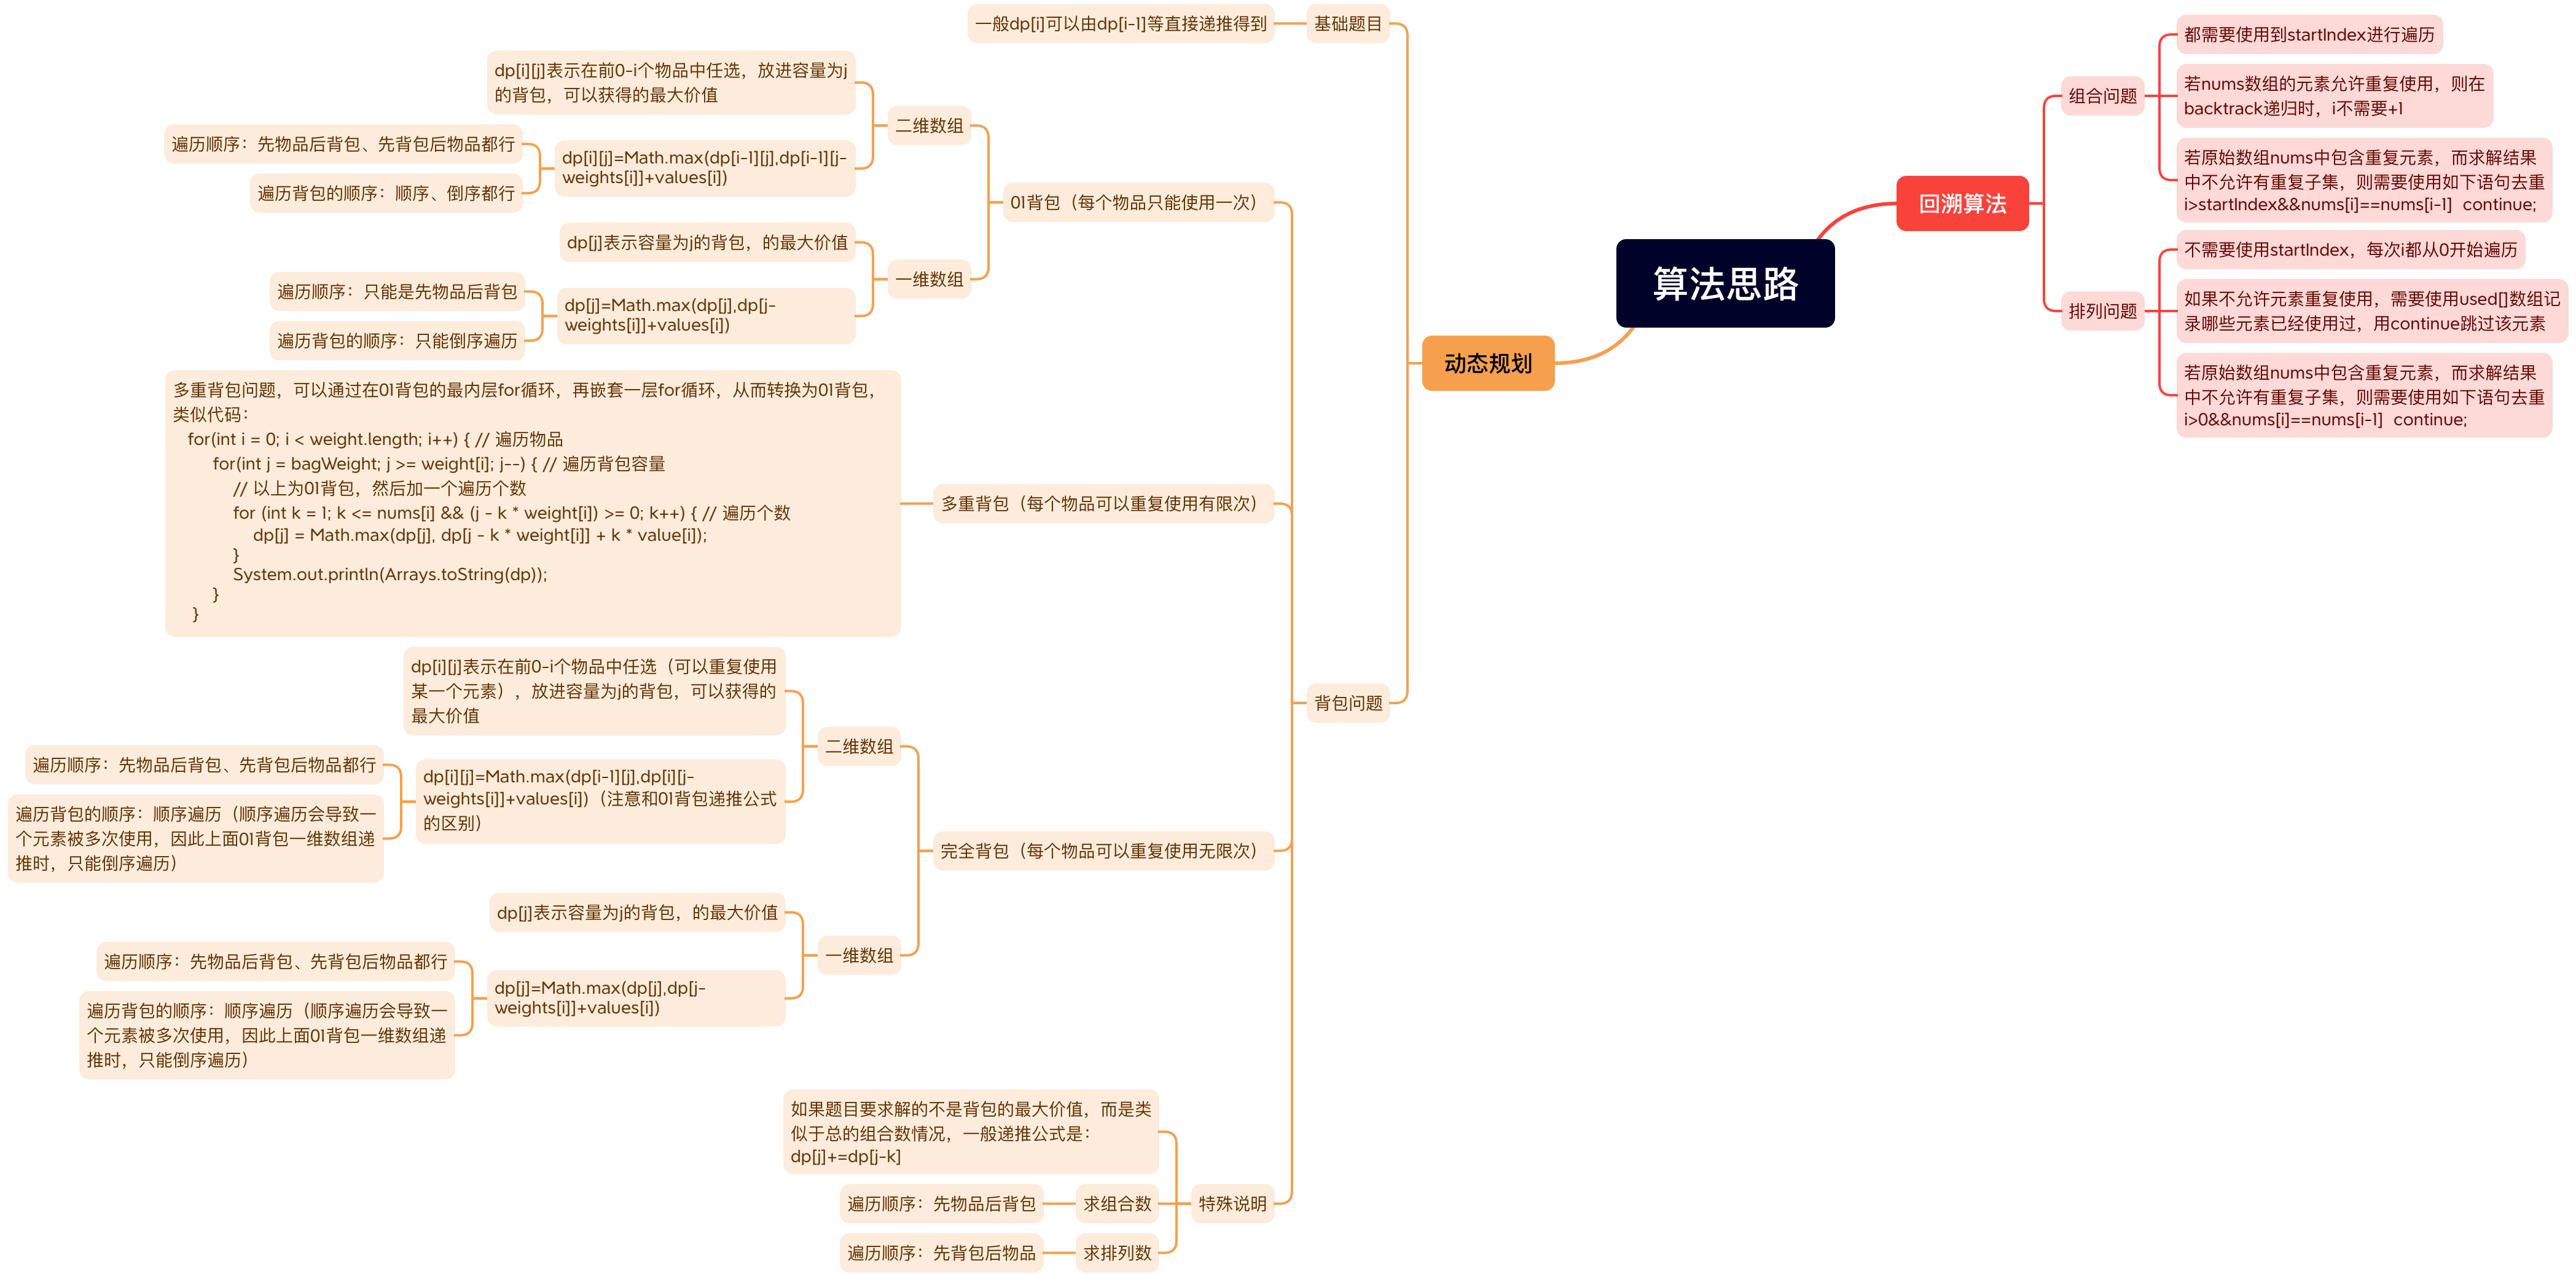 算法思路
回溯算法
组合问题
都需要使用到startIndex进行遍历
若nums数组的元素允许重复使用，则在
backtrack递归时，i不需要+1
若原始数组nums中包含重复元素，而求解结果
中不允许有重复子集，则需要使用如下语句去重
i>startIndex&&nums[i]==nums[i-1]  continue;
排列问题
不需要使用startIndex，每次i都从0开始遍历
如果不允许元素重复使用，需要使用used[]数组记
录哪些元素已经使用过，用continue跳过该元素
若原始数组nums中包含重复元素，而求解结果
中不允许有重复子集，则需要使用如下语句去重
i>0&&nums[i]==nums[i-1]  continue;
动态规划
基础题目
一般dp[i]可以由dp[i-1]等直接递推得到
背包问题
01背包（每个物品只能使用一次）
二维数组
dp[i][j]表示在前0-i个物品中任选，放进容量为j
的背包，可以获得的最大价值
dp[i][j]=Math.max(dp[i-1][j],dp[i-1][j-
weights[i]]+values[i])
遍历顺序：先物品后背包、先背包后物品都行
遍历背包的顺序：顺序、倒序都行
一维数组
dp[j]表示容量为j的背包，的最大价值
dp[j]=Math.max(dp[j],dp[j-
weights[i]]+values[i])
遍历顺序：只能是先物品后背包
遍历背包的顺序：只能倒序遍历
多重背包（每个物品可以重复使用有限次）
多重背包问题，可以通过在01背包的最内层for循环，再嵌套一层for循环，从而转换为01背包，
类似代码：
for(int i = 0; i < weight.length; i++) { // 遍历物品
for(int j = bagWeight; j >= weight[i]; j--) { // 遍历背包容量
// 以上为01背包，然后加一个遍历个数
for (int k = 1; k <= nums[i] && (j - k * weight[i]) >= 0; k++) { // 遍历个数
dp[j] = Math.max(dp[j], dp[j - k * weight[i]] + k * value[i]);
}
System.out.println(Arrays.toString(dp));
}
}
完全背包（每个物品可以重复使用无限次）
二维数组
dp[i][j]表示在前0-i个物品中任选（可以重复使用
某一个元素），放进容量为j的背包，可以获得的
最大价值
dp[i][j]=Math.max(dp[i-1][j],dp[i][j-
weights[i]]+values[i])（注意和01背包递推公式
的区别）
遍历顺序：先物品后背包、先背包后物品都行
遍历背包的顺序：顺序遍历（顺序遍历会导致一
个元素被多次使用，因此上面01背包一维数组递
推时，只能倒序遍历）
一维数组
dp[j]表示容量为j的背包，的最大价值
dp[j]=Math.max(dp[j],dp[j-
weights[i]]+values[i])
遍历顺序：先物品后背包、先背包后物品都行
遍历背包的顺序：顺序遍历（顺序遍历会导致一
个元素被多次使用，因此上面01背包一维数组递
推时，只能倒序遍历）
特殊说明
如果题目要求解的不是背包的最大价值，而是类
似于总的组合数情况，一般递推公式是：
dp[j]+=dp[j-k]
求组合数
遍历顺序：先物品后背包
求排列数
遍历顺序：先背包后物品